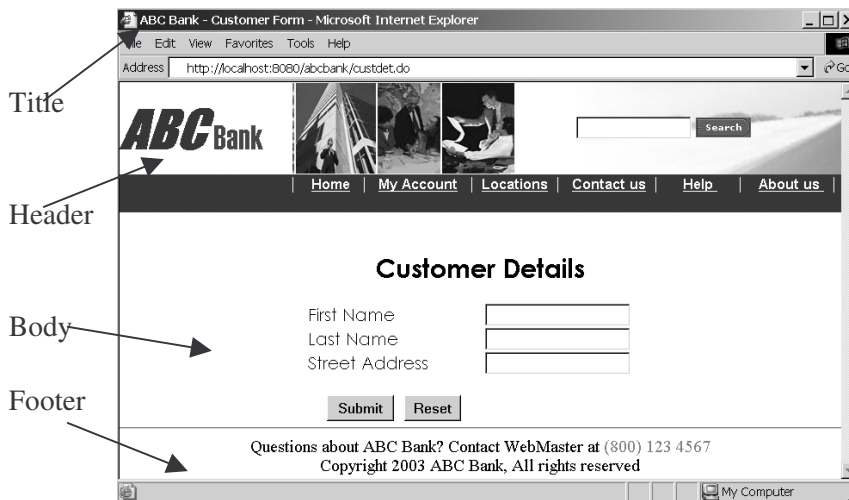 ABC Bank - Customer Form - Microsoft Internet Explorer
File Edit View Favorites Tools Help
Address http://localhost:8080/abcbank/custdet.do Go
Title
ABC Bank
Search
Home | My Account | Locations | Contact us | Help | About us |
Header
Customer Details
First Name
Body
Last Name
Street Address
Footer
Submit Reset
Questions about ABC Bank? Contact WebMaster at (800) 123 4567
Copyright 2003 ABC Bank, All rights reserved
My Computer